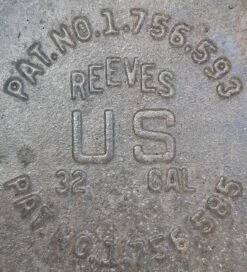 PAT.NO.1.756.593
REEVES
US
32 GAL
PAT.NO.1.756.585